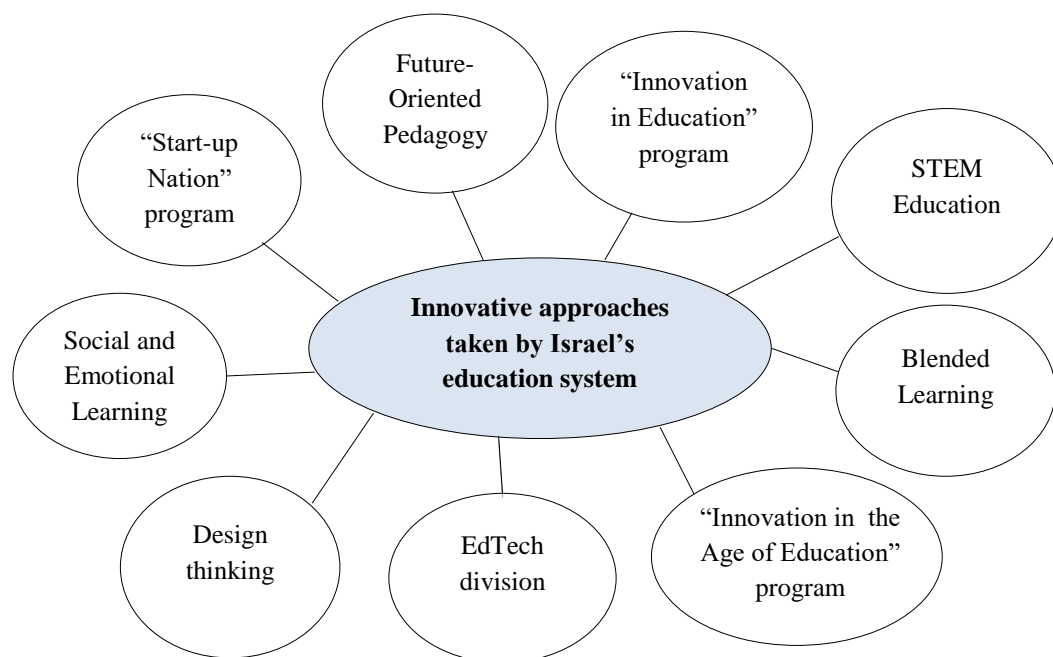 Future-
Oriented
Pedagogy
“Innovation
in Education”
program
“Start-up
Nation”
program
STEM
Education
Innovative approaches
taken by Israel’s
education system
Social and
Emotional
Learning
Blended
Learning
Design
thinking
EdTech
division
“Innovation in the
Age of Education”
program